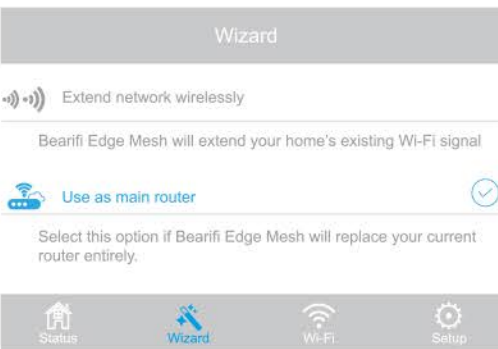 Wizard
Extend network wirelessly
Bearifi Edge Mesh will extend your home's existing Wi-Fi signal
Use as main router
Select this option if Bearifi Edge Mesh will replace your current
router entirely.
Status Wizard Wi-Fi Setup